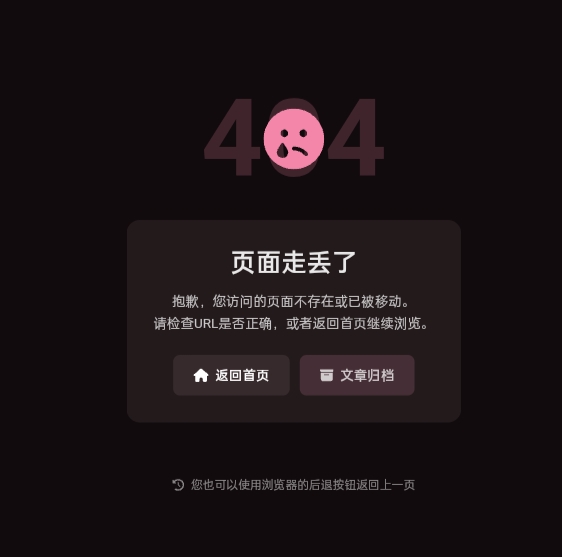 404
页面走丢了
抱歉，您访问的页面不存在或已被移动。
请检查URL是否正确，或者返回首页继续浏览。
返回首页 文章归档
您也可以使用浏览器的后退按钮返回上一页